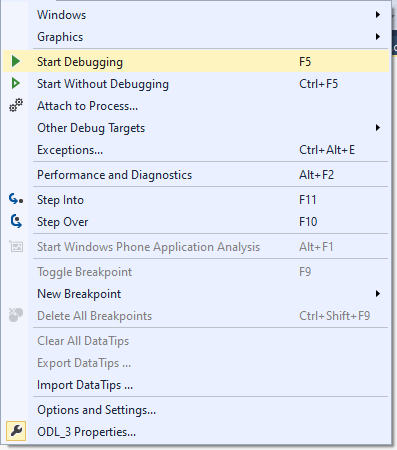 Windows
Graphics
Start Debugging F5
Start Without Debugging Ctrl+F5
Attach to Process...
Other Debug Targets
Exceptions... Ctrl+Alt+E
Performance and Diagnostics Alt+F2
Step Into F11
Step Over F10
Start Windows Phone Application Analysis Alt+F1
Toggle Breakpoint F9
New Breakpoint
Delete All Breakpoints Ctrl+Shift+F9
Clear All DataTips
Export DataTips ...
Import DataTips ...
Options and Settings...
ODL_3 Properties...